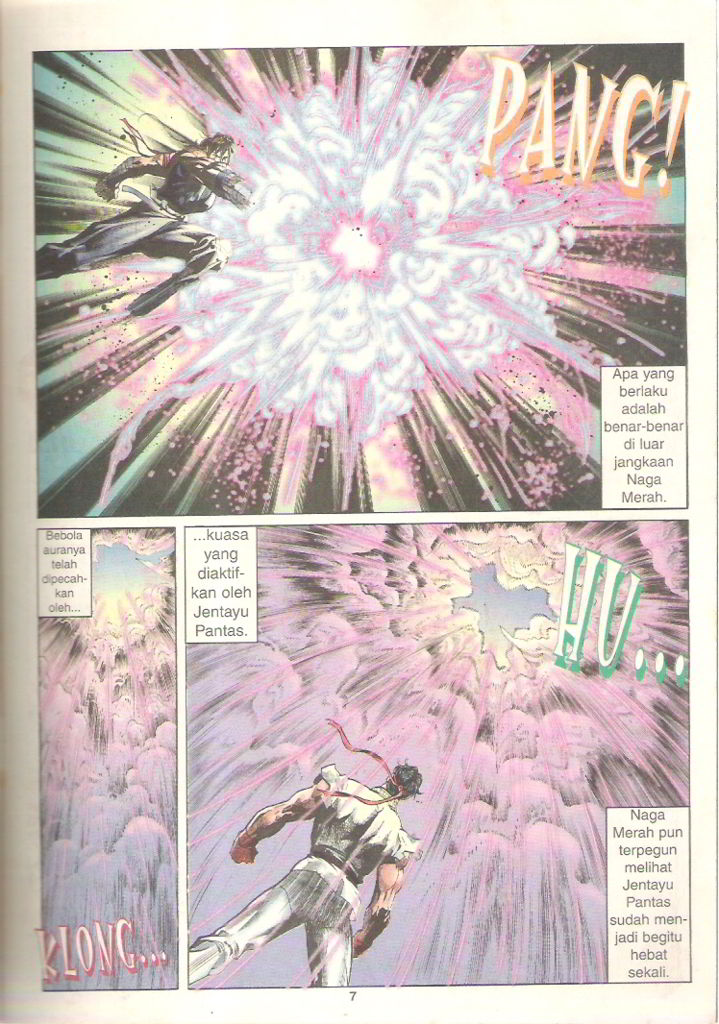 PANG!
Apa yang
berlaku
adalah
benar-benar
di luar
jangkaan
Naga
Merah.
Bebola
auranya
telah
dipecah-
kan
oleh...
KLONG...
...kuasa
yang
diaktif-
kan oleh
Jentayu
Pantas.
HU...
Naga
Merah pun
terpegun
melihat
Jentayu
Pantas
sudah men-
jadi begitu
hebat
sekali.
7